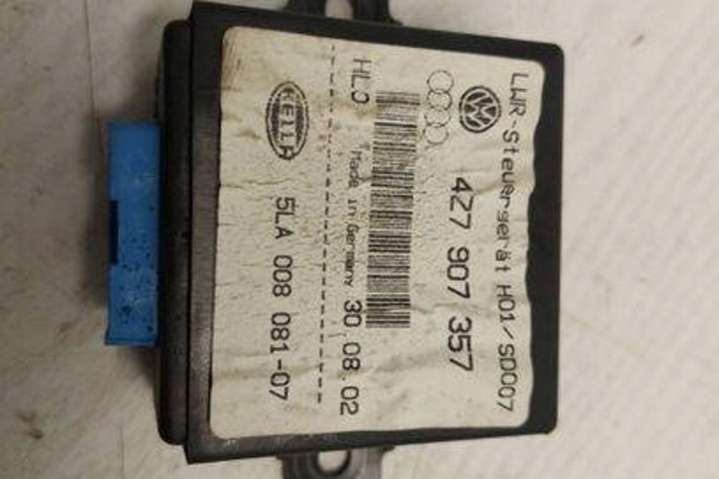 LWR-Steuergerät H01/SD007
4Z7 907 357
HLO Made in Germany 30.08.02
HELLA 5LA 008 081-07